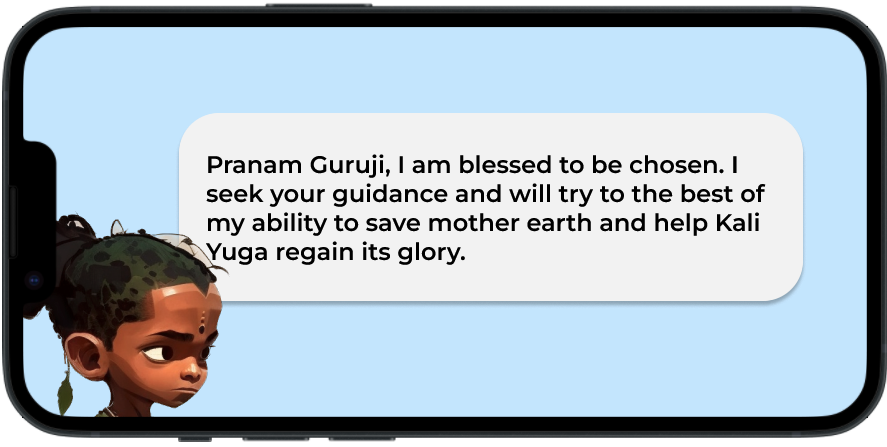 Pranam Guruji, I am blessed to be chosen. I
seek your guidance and will try to the best of
my ability to save mother earth and help Kali
Yuga regain its glory.